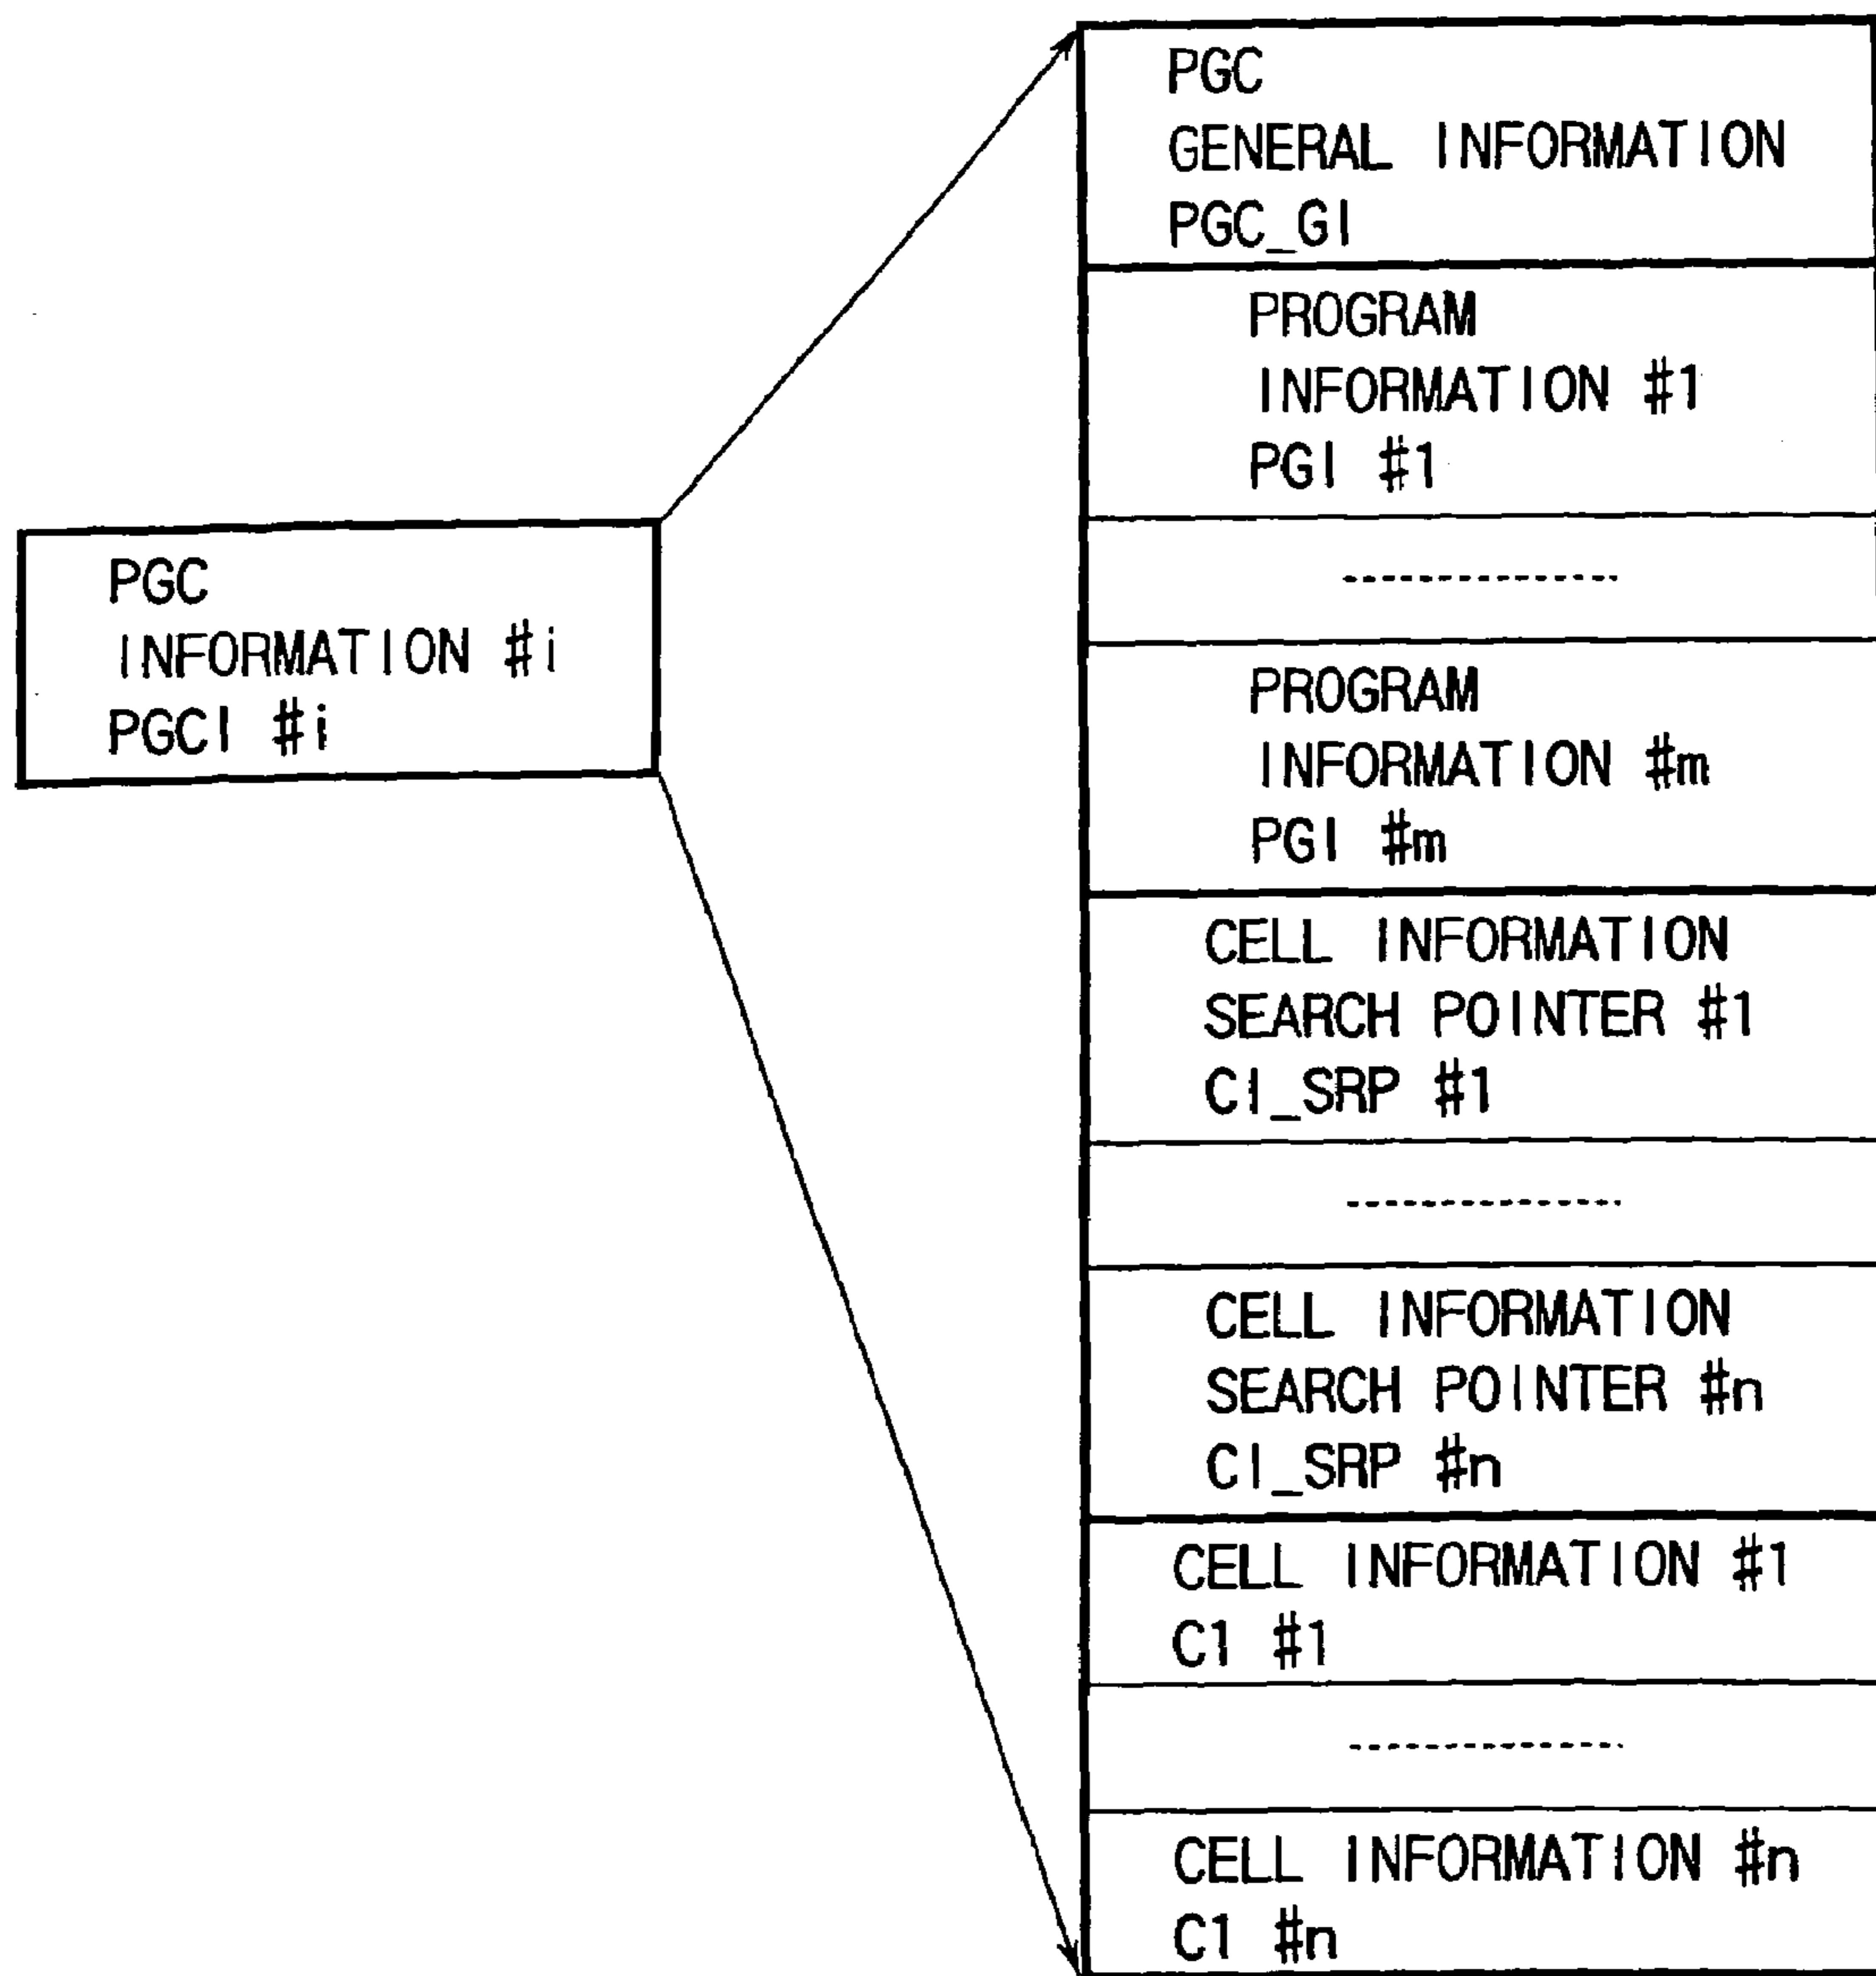 PGC
INFORMATION #i
PGCI #i
PGC
GENERAL INFORMATION
PGC_GI
PROGRAM
INFORMATION #1
PGI #1
PROGRAM
INFORMATION #m
PGI #m
CELL INFORMATION
SEARCH POINTER #1
CI_SRP #1
CELL INFORMATION
SEARCH POINTER #n
CI_SRP #n
CELL INFORMATION #1
C1 #1
CELL INFORMATION #n
C1 #n